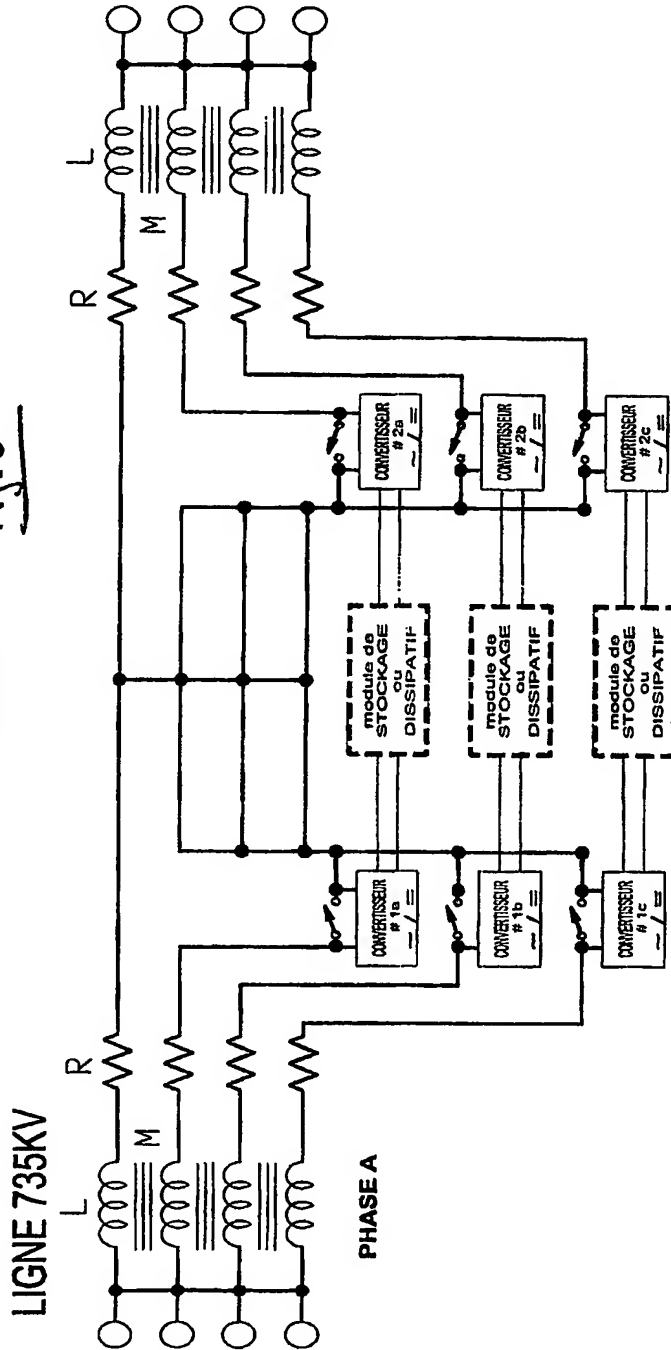 LIGNE 735KV
L
R
R
L
M
M
PHASE A
CONVERTISSEUR
# 1a
~ / =
module de
STOCKAGE
ou
DISSIPATIF
CONVERTISSEUR
# 2a
~ / =
CONVERTISSEUR
# 1b
~ / =
module de
STOCKAGE
ou
DISSIPATIF
CONVERTISSEUR
# 2b
~ / =
CONVERTISSEUR
# 1c
~ / =
module de
STOCKAGE
ou
DISSIPATIF
CONVERTISSEUR
# 2c
~ / =